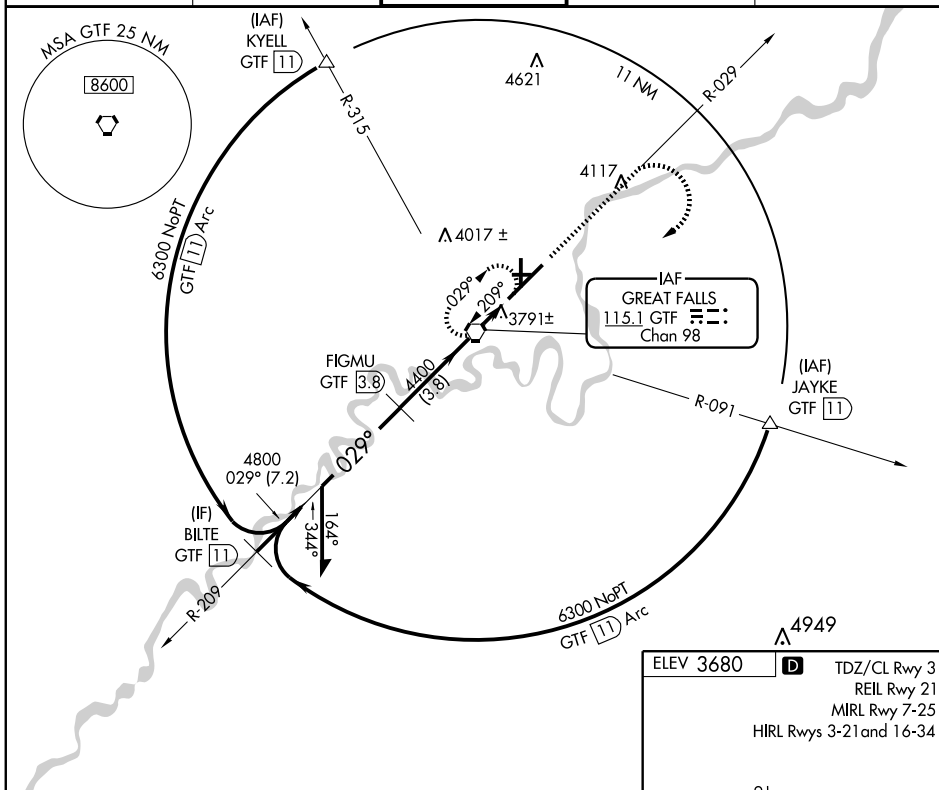 MSA GTF 25 NM
8600
(IAF)
KYELL
GTF 11
R-315
4621
11 NM
R-029
4117
6300 NoPT
GTF 11 Arc
4017 ±
029°
209°
3791±
IAF
GREAT FALLS
115.1 GTF
Chan 98
FIGMU
GTF 3.8
4400
(3.8)
(IAF)
JAYKE
GTF 11
R-091
029°
4800
029° (7.2)
(IF)
BILTE
GTF 11
164°
344°
R-209
6300 NoPT
GTF 11 Arc
4949
ELEV 3680
D
TDZ/CL Rwy 3
REIL Rwy 21
MIRL Rwy 7-25
HIRL Rwys 3-21and 16-34